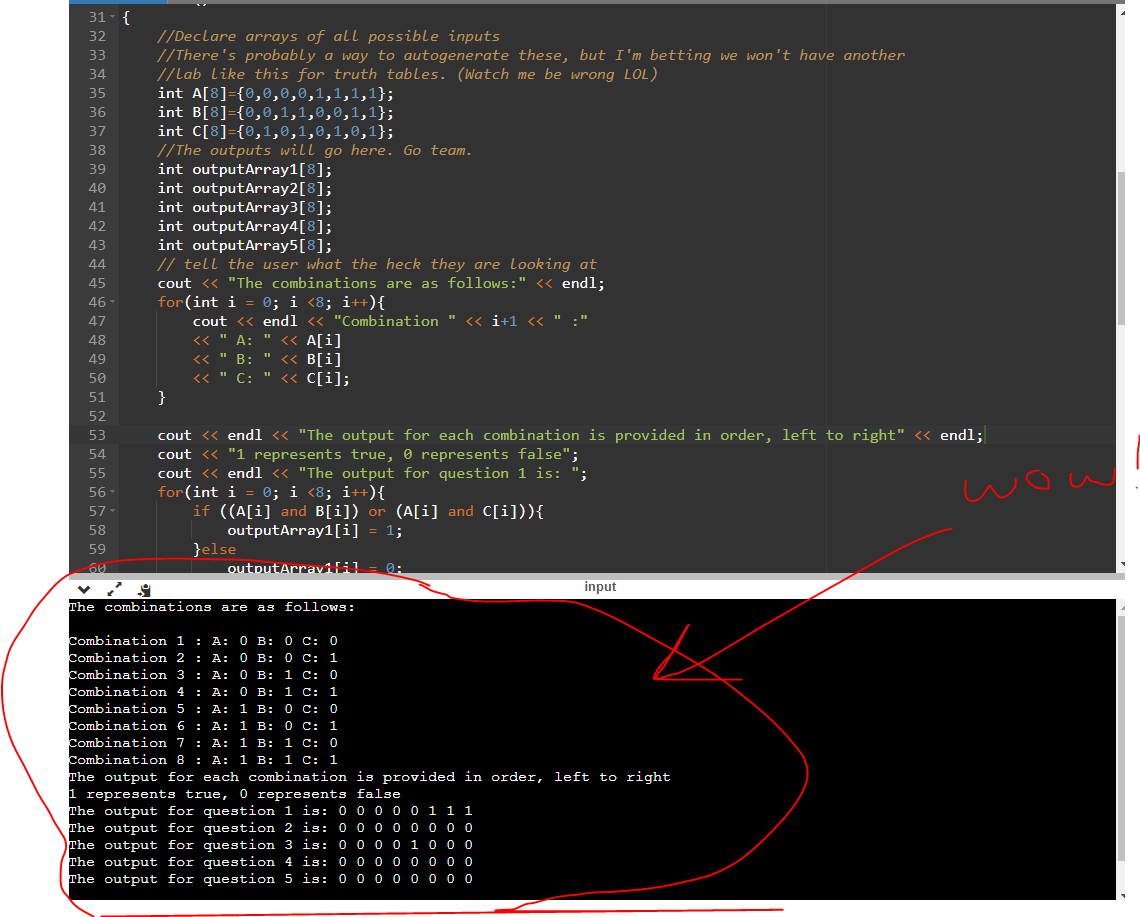 31 {
32 //Declare arrays of all possible inputs
33 //There's probably a way to autogenerate these, but I'm betting we won't have another
34 //lab like this for truth tables. (Watch me be wrong LOL)
35 int A[8]={0,0,0,0,1,1,1,1};
36 int B[8]={0,0,1,1,0,0,1,1};
37 int C[8]={0,1,0,1,0,1,0,1};
38 //The outputs will go here. Go team.
39 int outputArray1[8];
40 int outputArray2[8];
41 int outputArray3[8];
42 int outputArray4[8];
43 int outputArray5[8];
44 // tell the user what the heck they are looking at
45 cout << "The combinations are as follows:" << endl;
46 for(int i = 0; i <8; i++){
47 cout << endl << "Combination " << i+1 << " :"
48 << " A: " << A[i]
49 << " B: " << B[i]
50 << " C: " << C[i];
51 }
52
53 cout << endl << "The output for each combination is provided in order, left to right" << endl;
54 cout << "1 represents true, 0 represents false";
55 cout << endl << "The output for question 1 is: ";
56 for(int i = 0; i <8; i++){
57 if ((A[i] and B[i]) or (A[i] and C[i])){
58 outputArray1[i] = 1;
59 }else
60 outputArray1[i] = 0;
wow!
input
The combinations are as follows:
Combination 1 : A: 0 B: 0 C: 0
Combination 2 : A: 0 B: 0 C: 1
Combination 3 : A: 0 B: 1 C: 0
Combination 4 : A: 0 B: 1 C: 1
Combination 5 : A: 1 B: 0 C: 0
Combination 6 : A: 1 B: 0 C: 1
Combination 7 : A: 1 B: 1 C: 0
Combination 8 : A: 1 B: 1 C: 1
The output for each combination is provided in order, left to right
1 represents true, 0 represents false
The output for question 1 is: 0 0 0 0 0 1 1 1
The output for question 2 is: 0 0 0 0 0 0 0 0
The output for question 3 is: 0 0 0 0 1 0 0 0
The output for question 4 is: 0 0 0 0 0 0 0 0
The output for question 5 is: 0 0 0 0 0 0 0 0